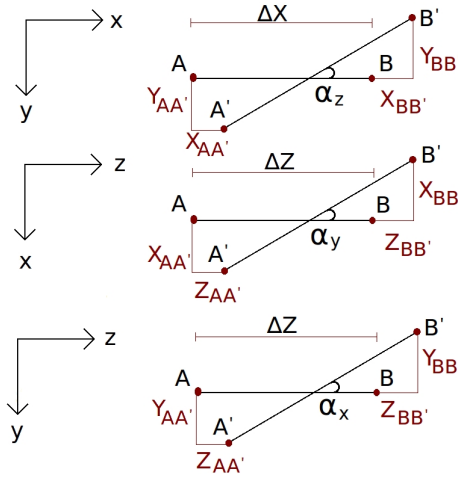 ΔX
x
B'
A
B
Y_BB
Y_AA'
A'
α_z
X_BB'
y
X_AA'
ΔZ
z
B'
A
B
X_BB
X_AA'
A'
α_y
Z_BB'
x
Z_AA'
ΔZ
z
B'
A
B
Y_BB'
Y_AA'
A'
α_x
Z_BB'
y
Z_AA'